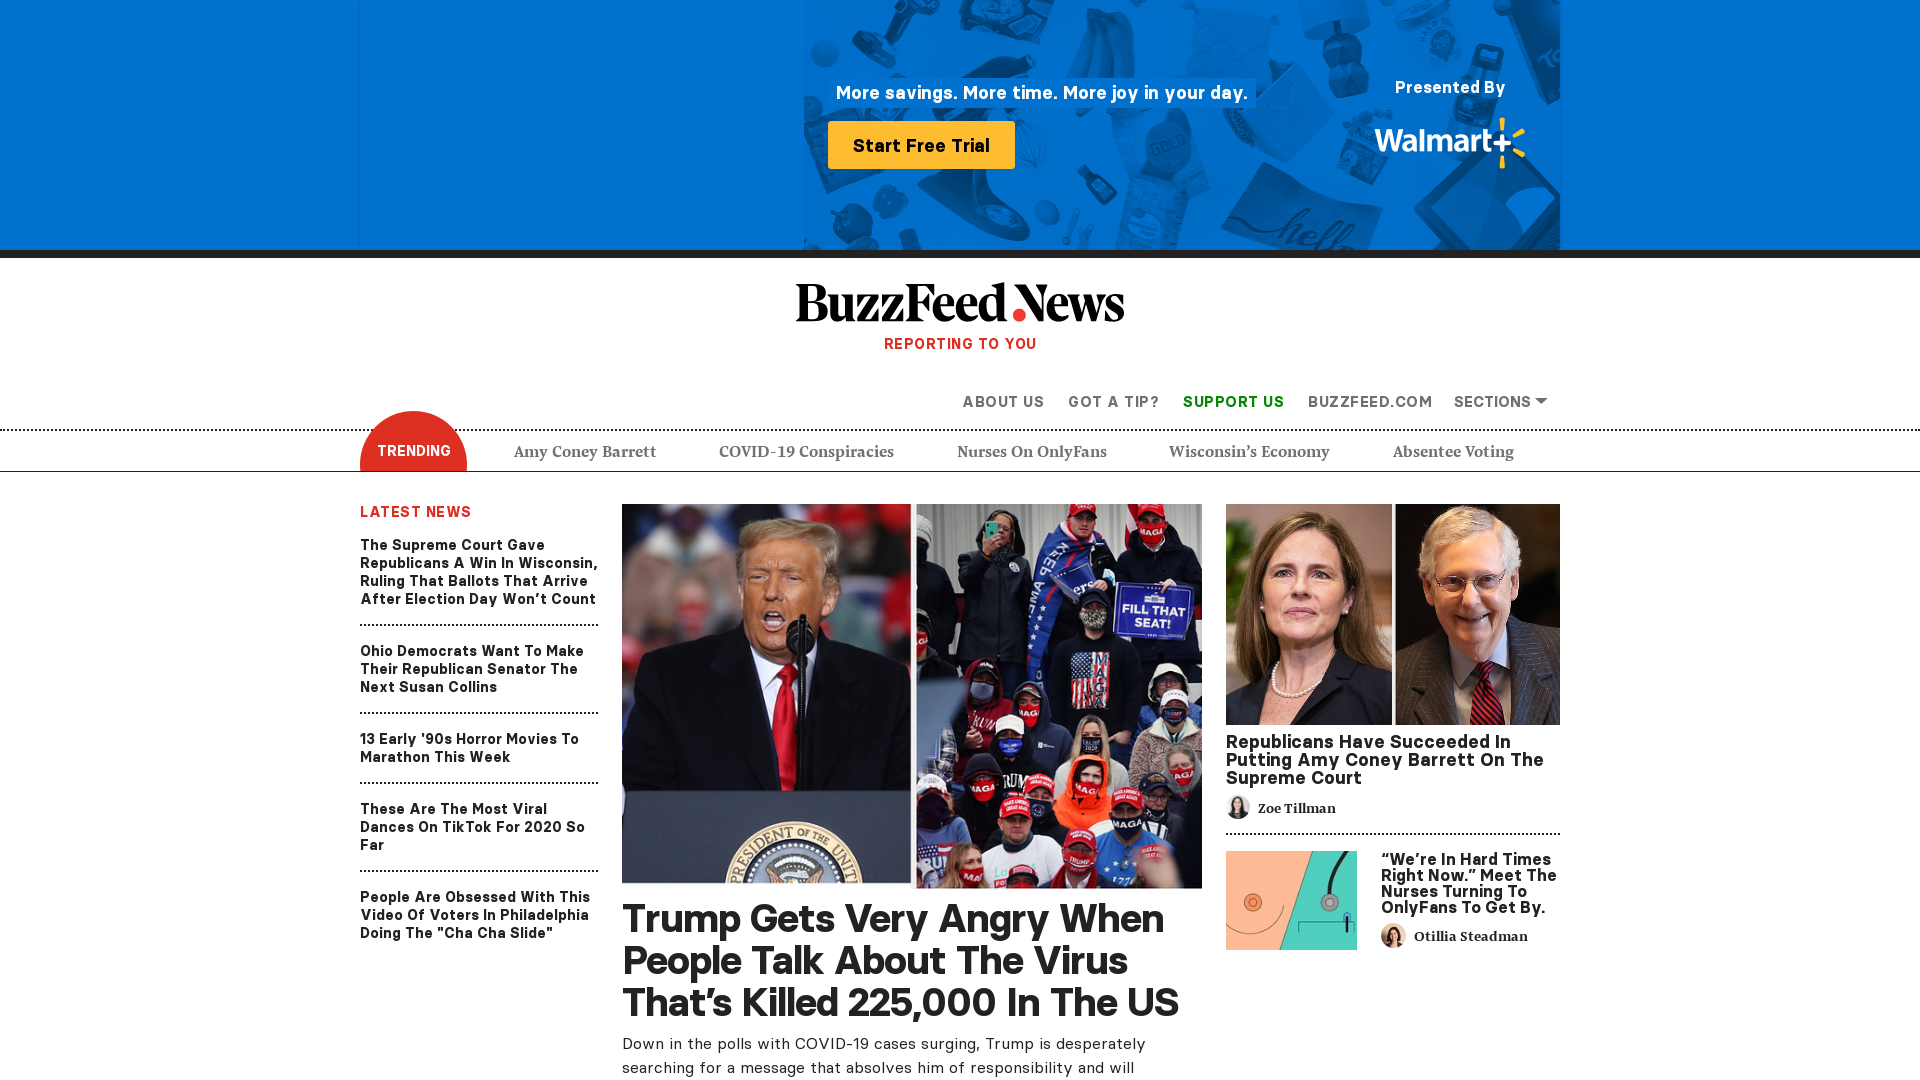 More savings. More time. More joy in your day.
Start Free Trial
Presented By
Walmart+
BuzzFeed News
REPORTING TO YOU
ABOUT US
GOT A TIP?
SUPPORT US
BUZZFEED.COM
SECTIONS
TRENDING
Amy Coney Barrett
COVID-19 Conspiracies
Nurses On OnlyFans
Wisconsin’s Economy
Absentee Voting
LATEST NEWS
The Supreme Court Gave
Republicans A Win In Wisconsin,
Ruling That Ballots That Arrive
After Election Day Won’t Count
Ohio Democrats Want To Make
Their Republican Senator The
Next Susan Collins
13 Early '90s Horror Movies To
Marathon This Week
These Are The Most Viral
Dances On TikTok For 2020 So
Far
People Are Obsessed With This
Video Of Voters In Philadelphia
Doing The "Cha Cha Slide"
FILL THAT
SEAT!
PRESIDENT OF THE UNIT
Trump Gets Very Angry When
People Talk About The Virus
That’s Killed 225,000 In The US
Down in the polls with COVID-19 cases surging, Trump is desperately
searching for a message that absolves him of responsibility and will
Republicans Have Succeeded In
Putting Amy Coney Barrett On The
Supreme Court
Zoe Tillman
“We’re In Hard Times
Right Now.” Meet The
Nurses Turning To
OnlyFans To Get By.
Otillia Steadman